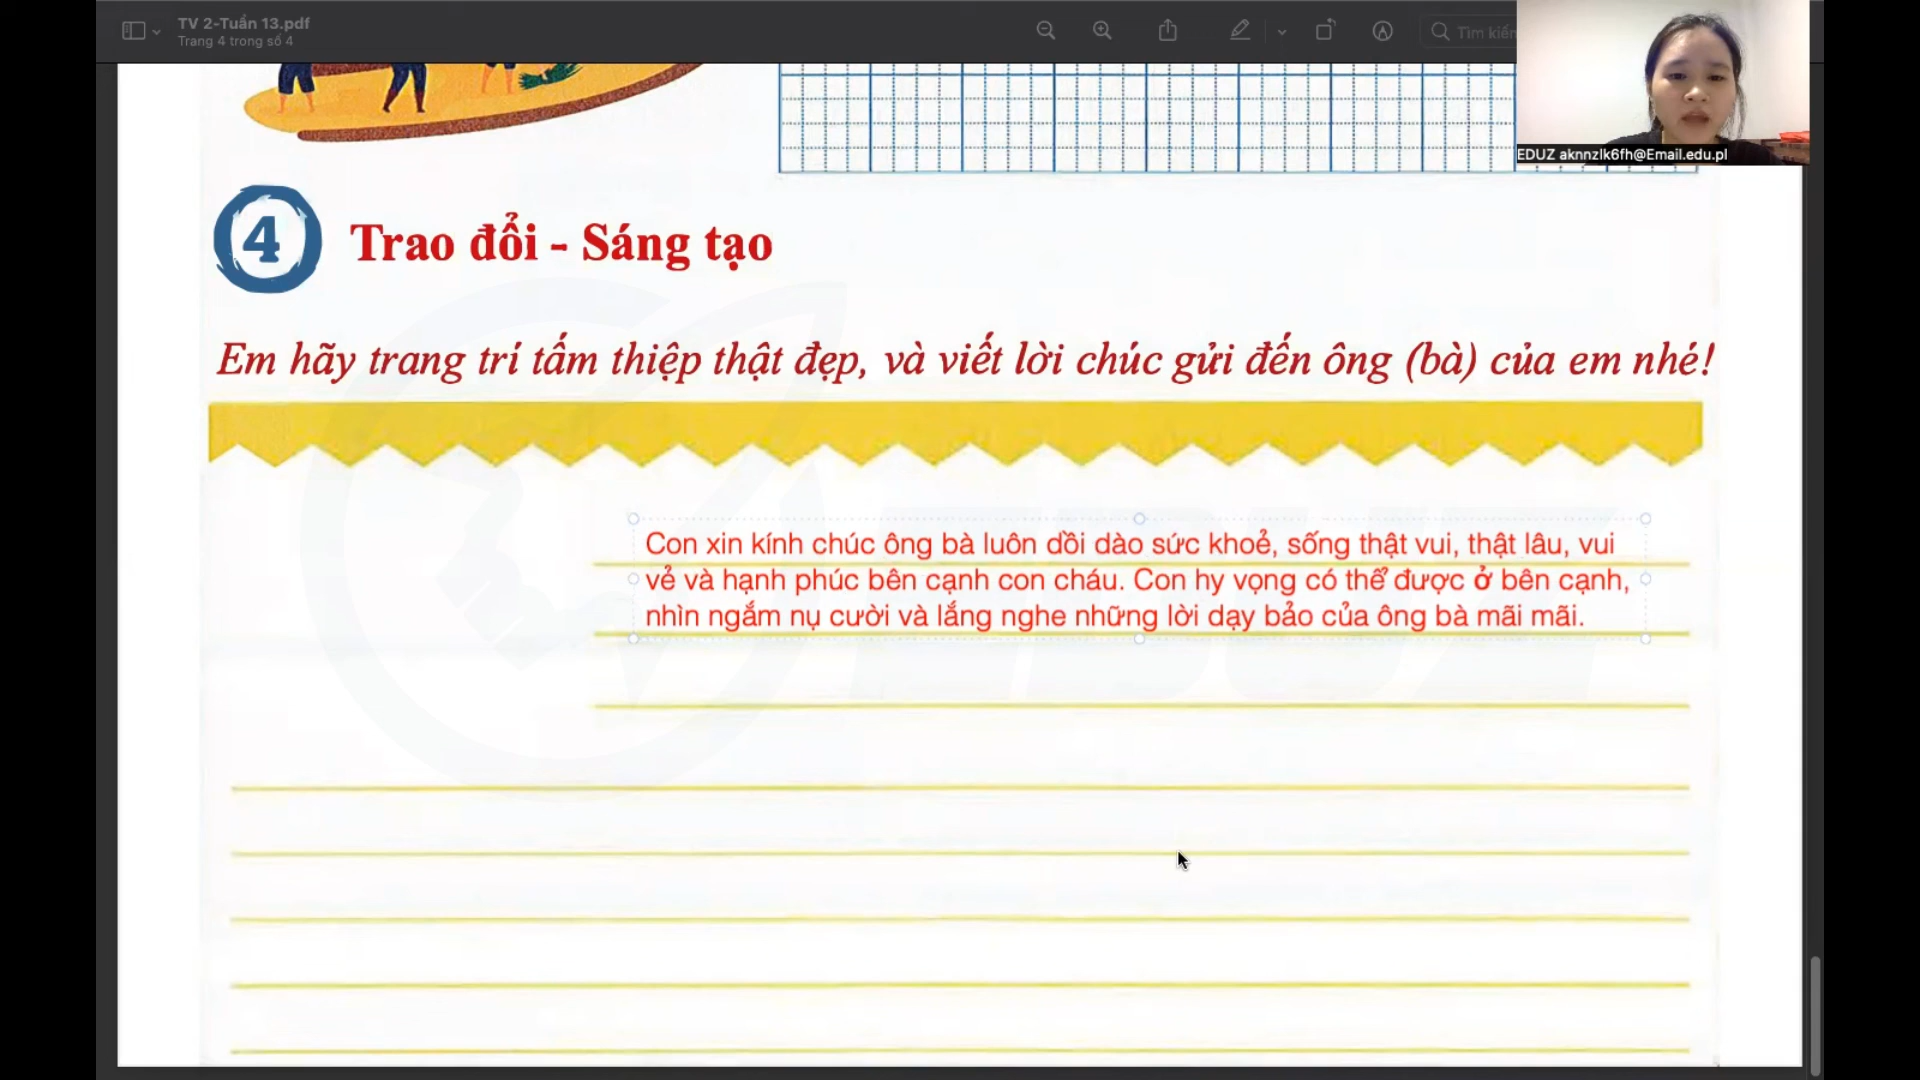 TV 2-Tuần 13.pdf
Trang 4 trong số 4
Tìm kiếm
EDUZ aknnzlk6fh@Email.edu.pl
4 Trao đổi - Sáng tạo
Em hãy trang trí tấm thiệp thật đẹp, và viết lời chúc gửi đến ông (bà) của em nhé!
Con xin kính chúc ông bà luôn dồi dào sức khoẻ, sống thật vui, thật lâu, vui
vẻ và hạnh phúc bên cạnh con cháu. Con hy vọng có thể được ở bên cạnh,
nhìn ngắm nụ cười và lắng nghe những lời dạy bảo của ông bà mãi mãi.